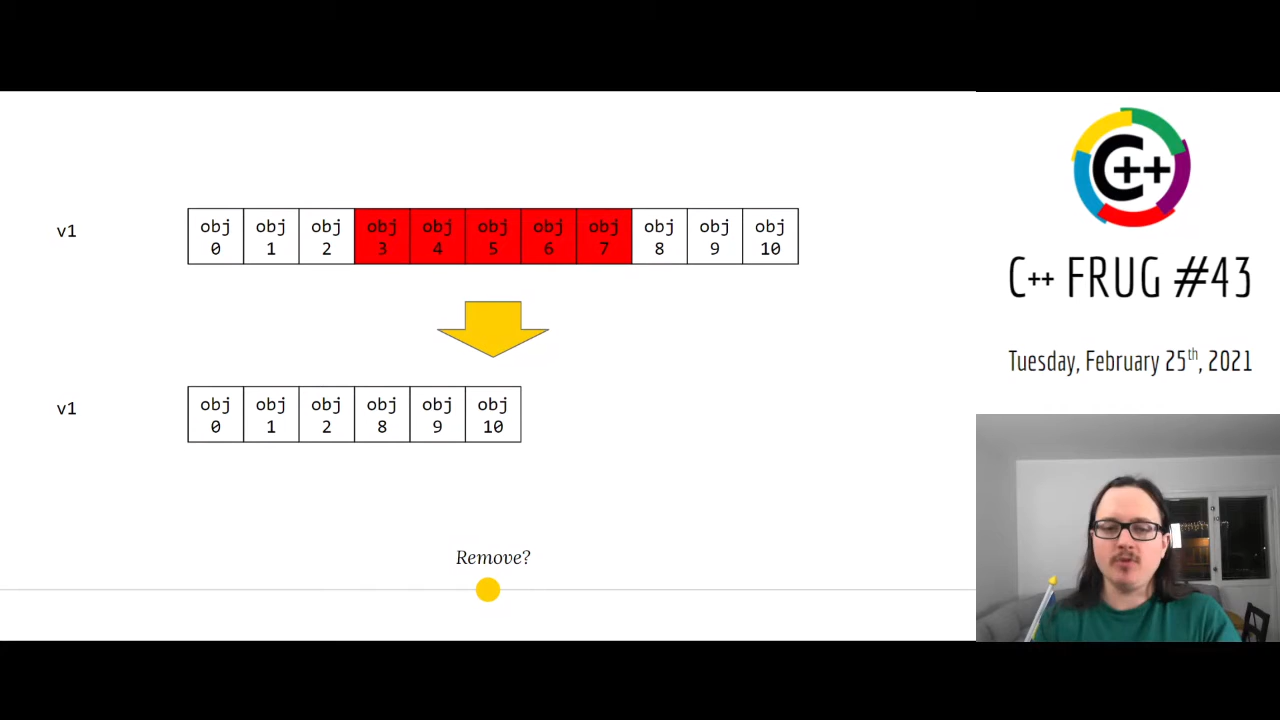 v1
obj obj obj obj obj obj obj obj obj obj obj
0 1 2 3 4 5 6 7 8 9 10
v1
obj obj obj obj obj obj
0 1 2 8 9 10
Remove?
C++
C++ FRUG #43
Tuesday, February 25th, 2021